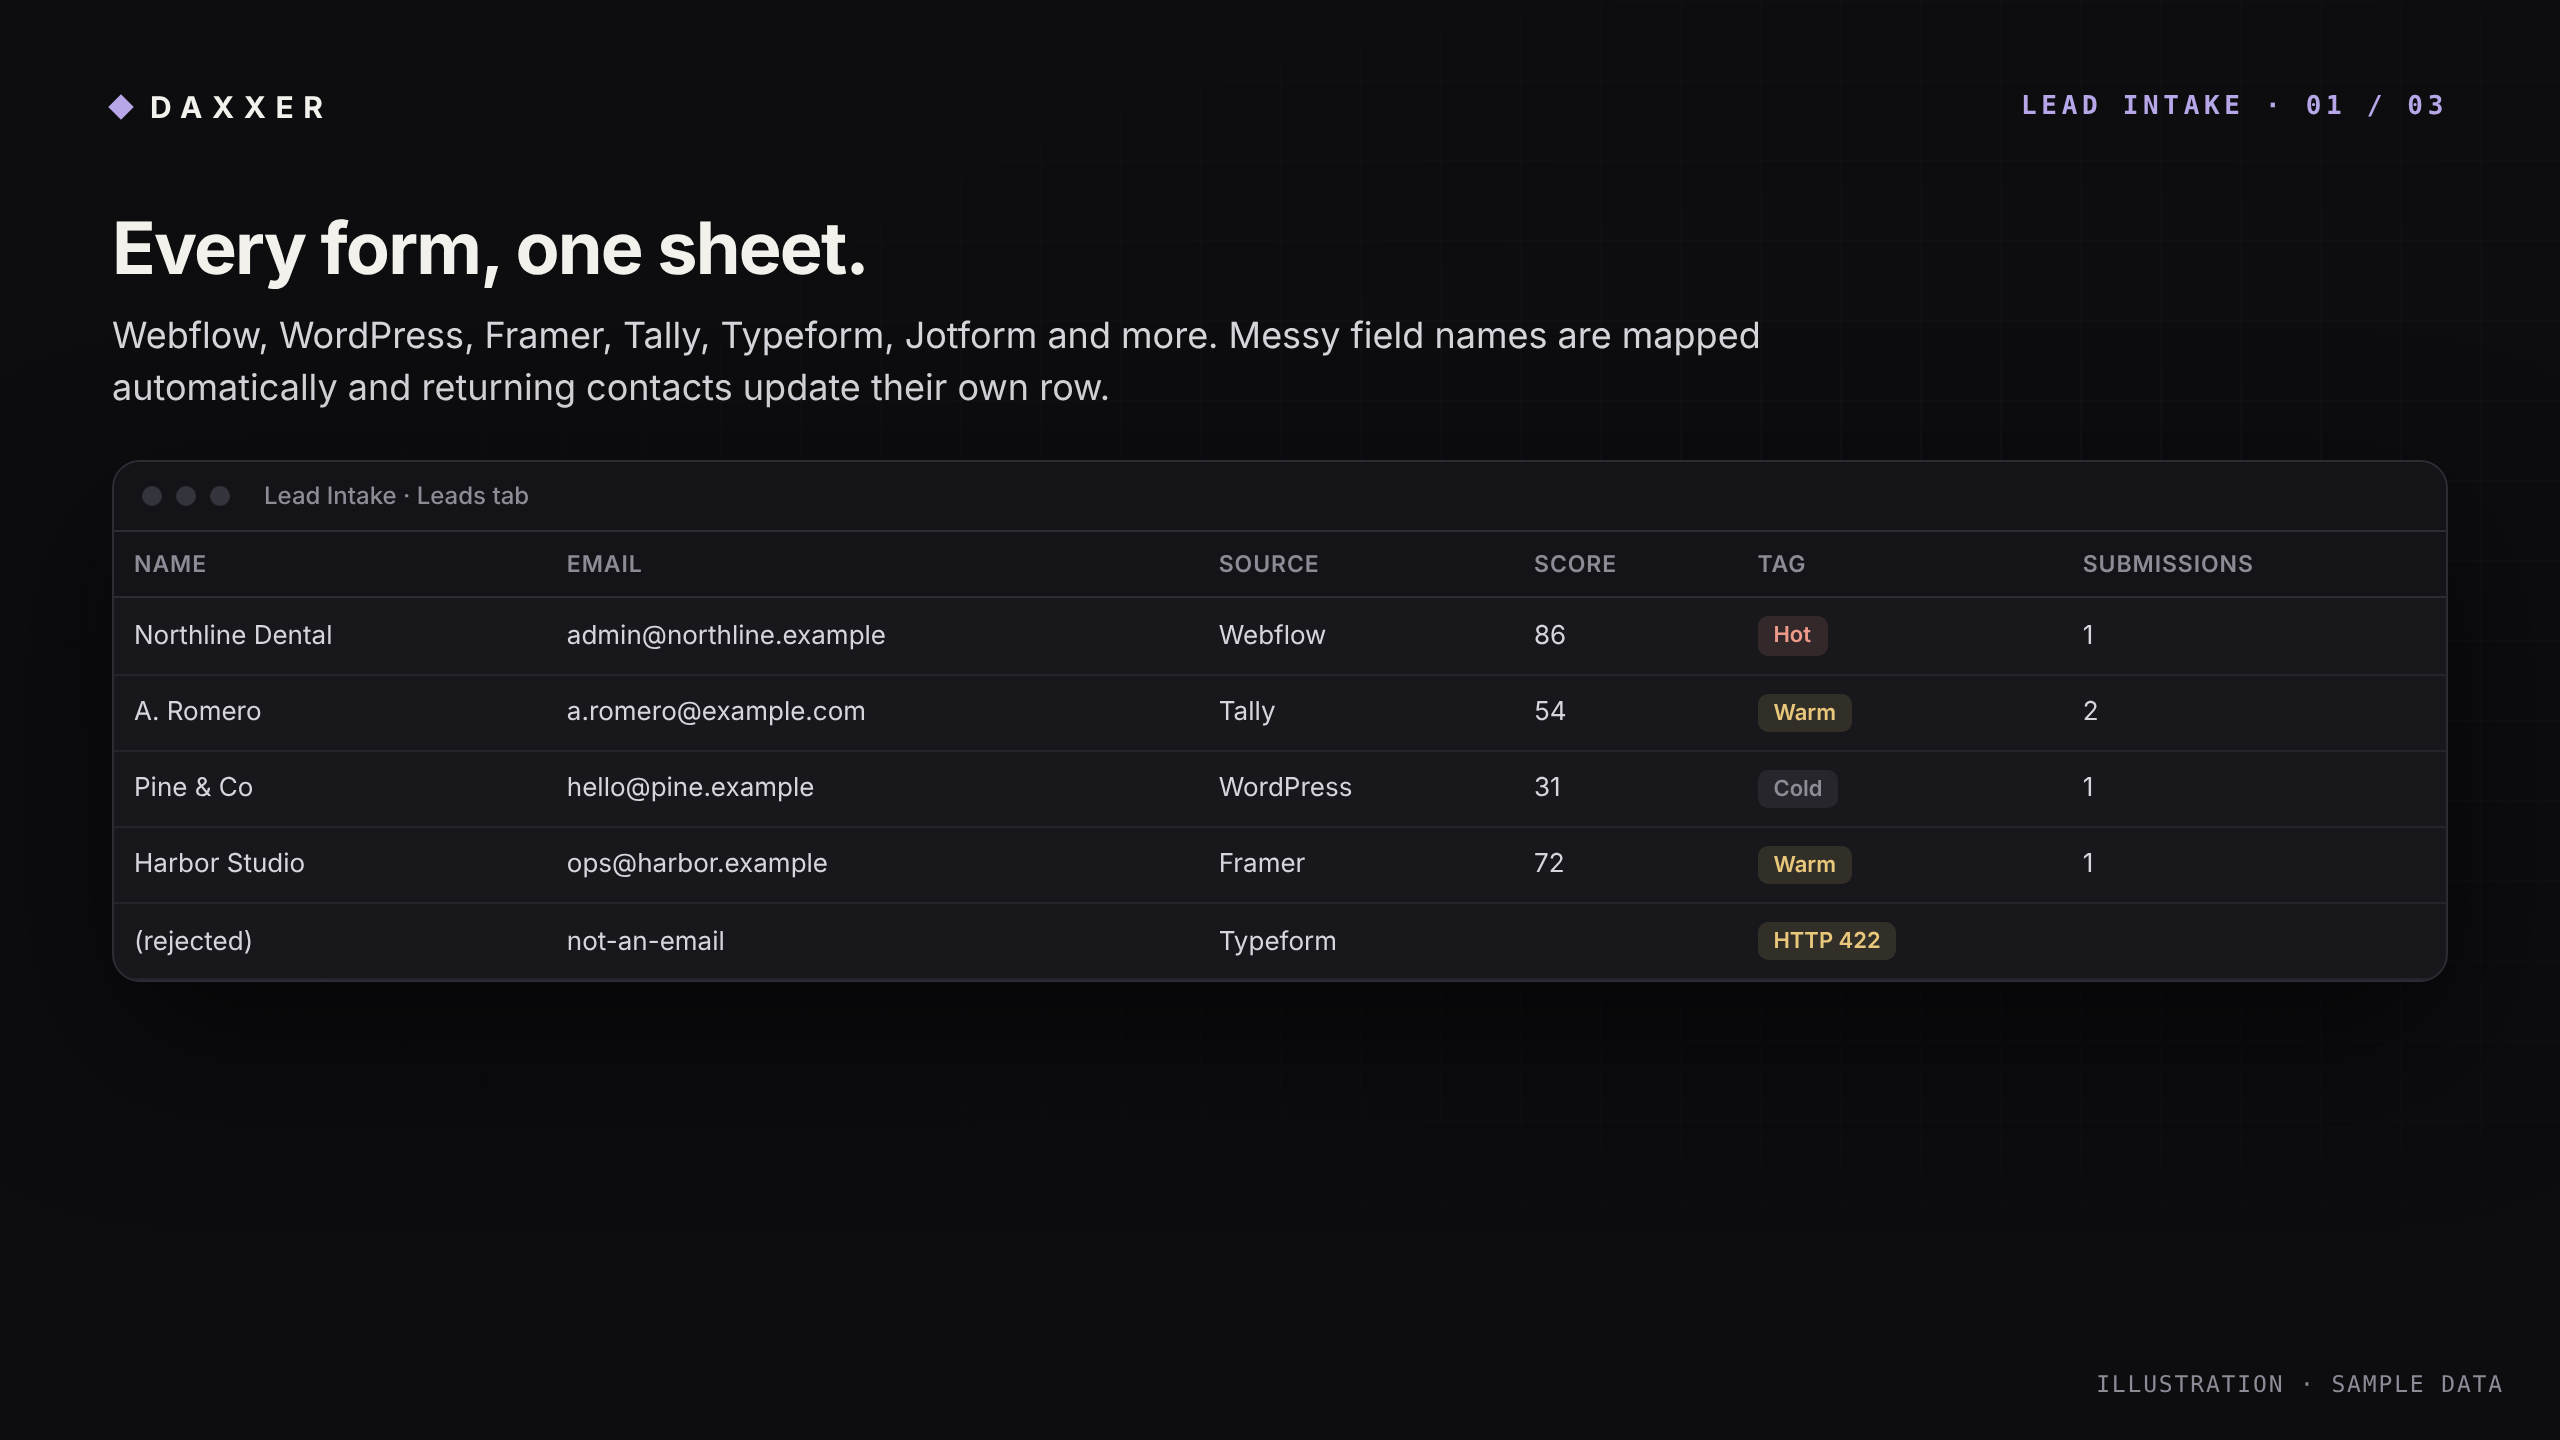 DAXXER
LEAD INTAKE · 01 / 03
Every form, one sheet.
Webflow, WordPress, Framer, Tally, Typeform, Jotform and more. Messy field names are mapped
automatically and returning contacts update their own row.
Lead Intake · Leads tab
NAME EMAIL SOURCE SCORE TAG SUBMISSIONS
Northline Dental admin@northline.example Webflow 86 Hot 1
A. Romero a.romero@example.com Tally 54 Warm 2
Pine & Co hello@pine.example WordPress 31 Cold 1
Harbor Studio ops@harbor.example Framer 72 Warm 1
(rejected) not-an-email Typeform HTTP 422
ILLUSTRATION · SAMPLE DATA